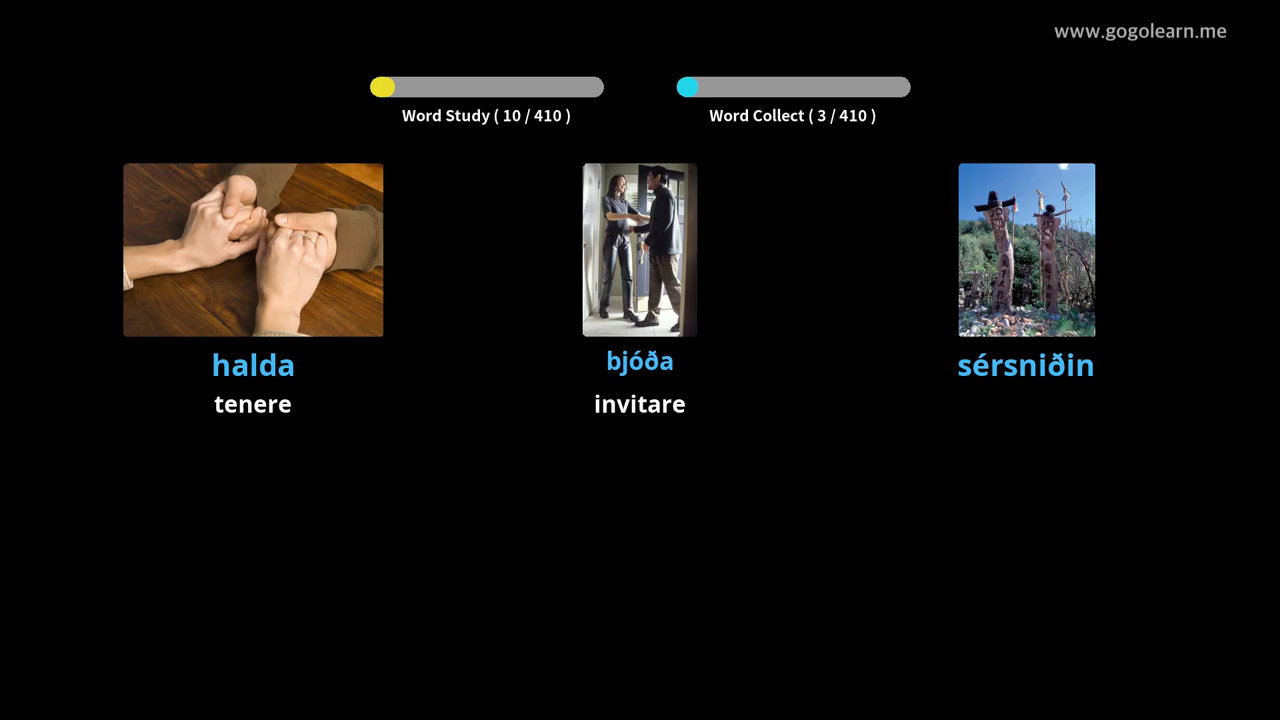 www.gogolearn.me
Word Study ( 10 / 410 )
Word Collect ( 3 / 410 )
halda
bjóða
sérsniðin
tenere
invitare